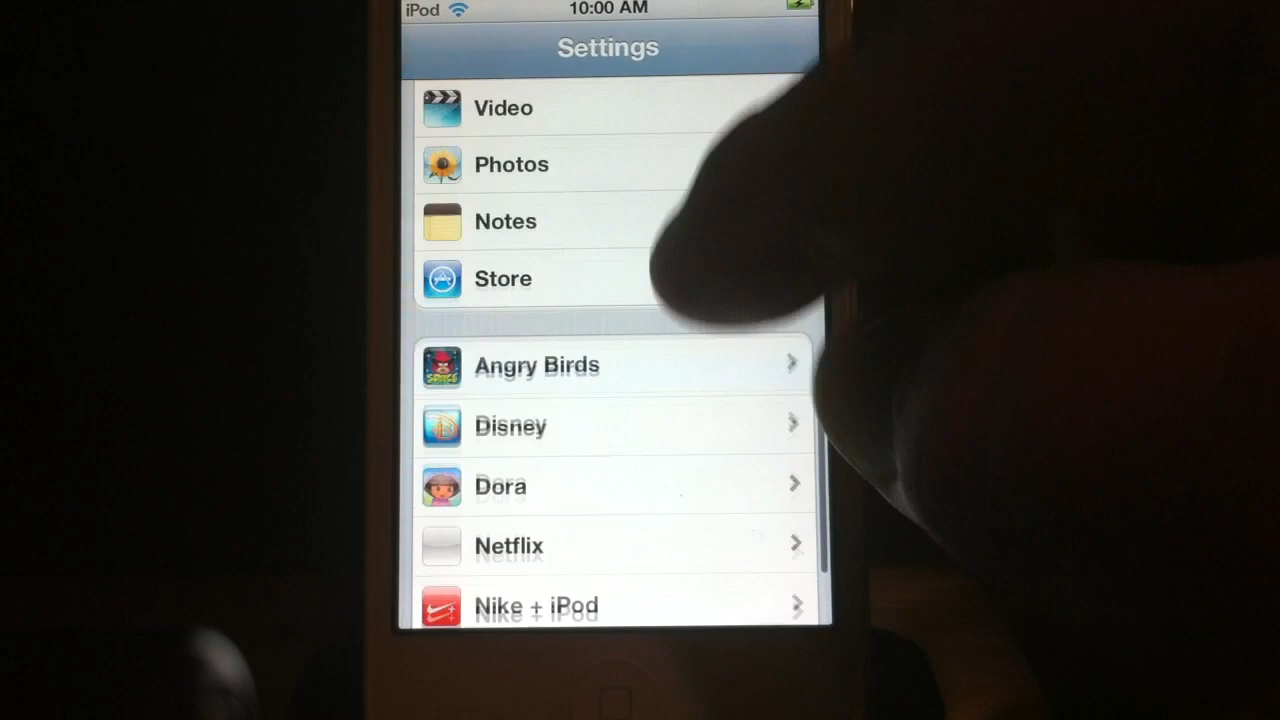 iPod 10:00 AM
Settings
Video
Photos
Notes
Store
Angry Birds
Disney
Dora
Netflix
Nike + iPod